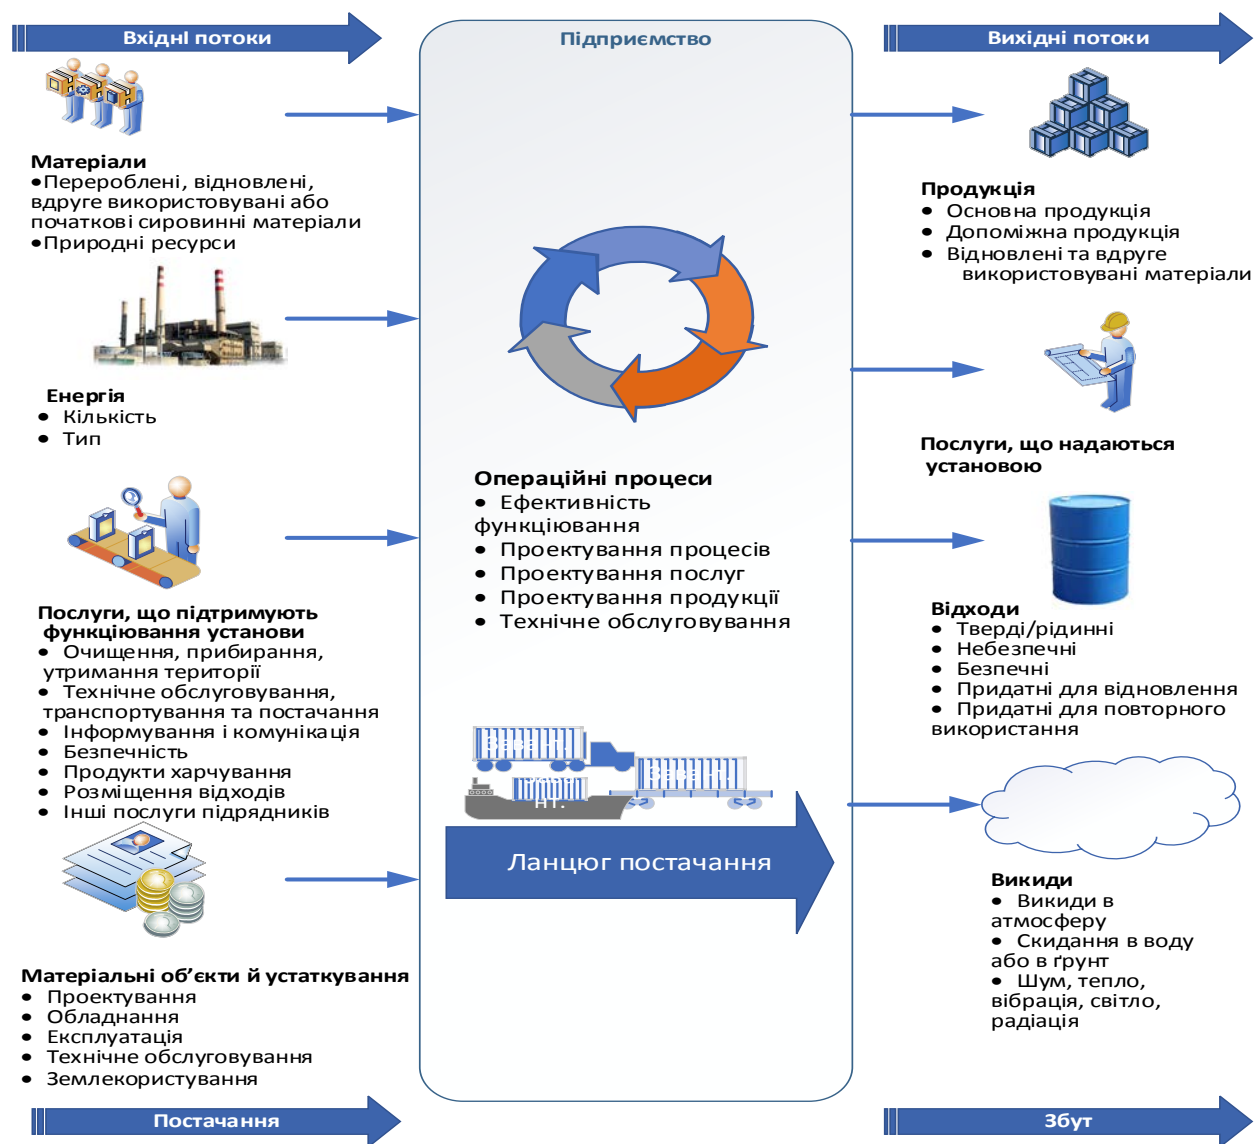 Вхідні потоки
Матеріали
•Перероблені, відновлені,
вдруге використовувані або
початкові сировинні матеріали
•Природні ресурси
Енергія
• Кількість
• Тип
Послуги, що підтримують
функціювання установи
• Очищення, прибирання,
утримання території
• Технічне обслуговування,
транспортування та постачання
• Інформування і комунікація
• Безпечність
• Продукти харчування
• Розміщення відходів
• Інші послуги підрядників
Матеріальні об’єкти й устаткування
• Проектування
• Обладнання
• Експлуатація
• Технічне обслуговування
• Землекористування
Постачання
Підприємство
Операційні процеси
• Ефективність
функціювання
• Проектування процесів
• Проектування послуг
• Проектування продукції
• Технічне обслуговування
Ланцюг постачання
Вихідні потоки
Продукція
• Основна продукція
• Допоміжна продукція
• Відновлені та вдруге
використовувані матеріали
Послуги, що надаються
установою
Відходи
• Тверді/рідинні
• Небезпечні
• Безпечні
• Придатні для відновлення
• Придатні для повторного
використання
Викиди
• Викиди в
атмосферу
• Скидання в воду
або в ґрунт
• Шум, тепло,
вібрація, світло,
радіація
Збут